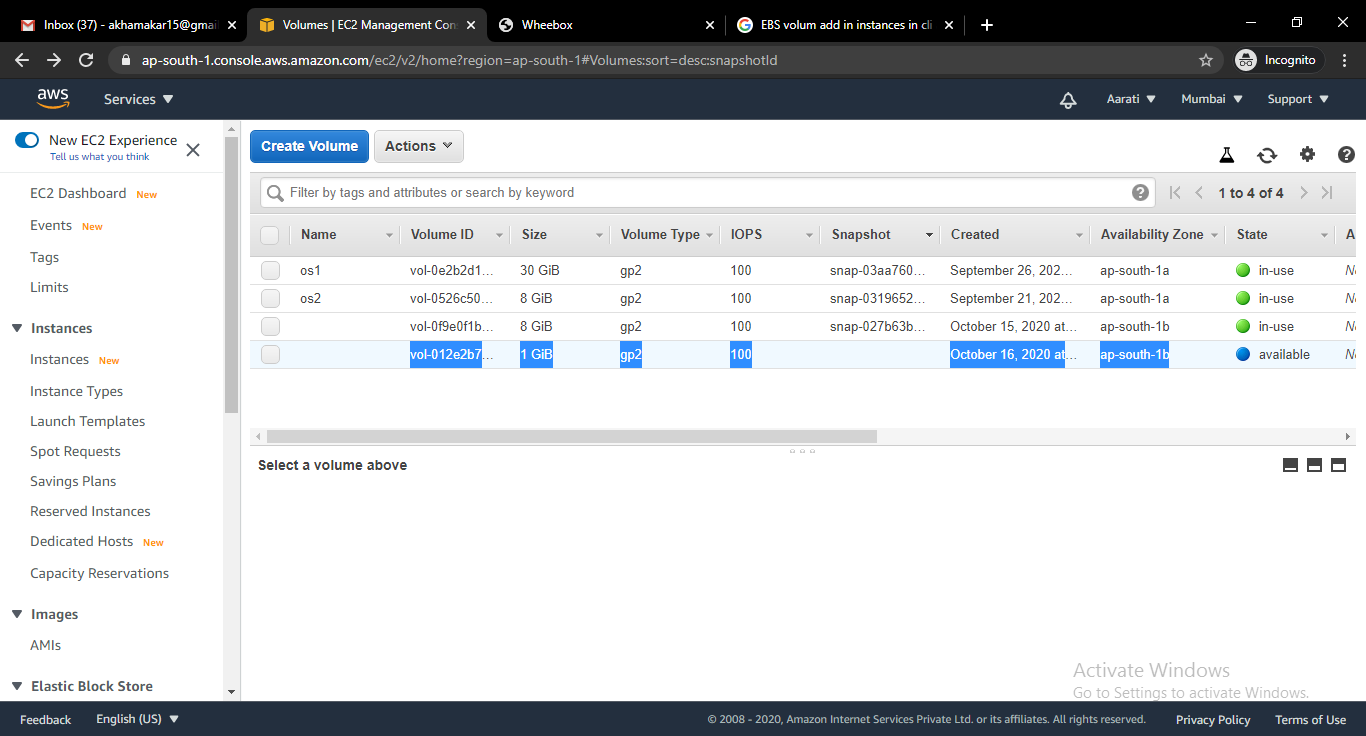 Inbox (37) - akhamakar15@gmai
Volumes | EC2 Management Con
Wheebox
EBS volum add in instances in cli
ap-south-1.console.aws.amazon.com/ec2/v2/home?region=ap-south-1#Volumes:sort=desc:snapshotId
Incognito
aws
Services
Aarati
Mumbai
Support
New EC2 Experience
Tell us what you think
EC2 Dashboard New
Events New
Tags
Limits
Instances
Instances New
Instance Types
Launch Templates
Spot Requests
Savings Plans
Reserved Instances
Dedicated Hosts New
Capacity Reservations
Images
AMIs
Elastic Block Store
Create Volume
Actions
Filter by tags and attributes or search by keyword
1 to 4 of 4
Name Volume ID Size Volume Type IOPS Snapshot Created Availability Zone State A
os1 vol-0e2b2d1... 30 GiB gp2 100 snap-03aa760... September 26, 202... ap-south-1a in-use
os2 vol-0526c50... 8 GiB gp2 100 snap-0319652... September 21, 202... ap-south-1a in-use
vol-0f9e0f1b... 8 GiB gp2 100 snap-027b63b... October 15, 2020 at... ap-south-1b in-use
vol-012e2b7... 1 GiB gp2 100 October 16, 2020 at... ap-south-1b available
Select a volume above
Activate Windows
Go to Settings to activate Windows.
Feedback
English (US)
© 2008 - 2020, Amazon Internet Services Private Ltd. or its affiliates. All rights reserved.
Privacy Policy
Terms of Use